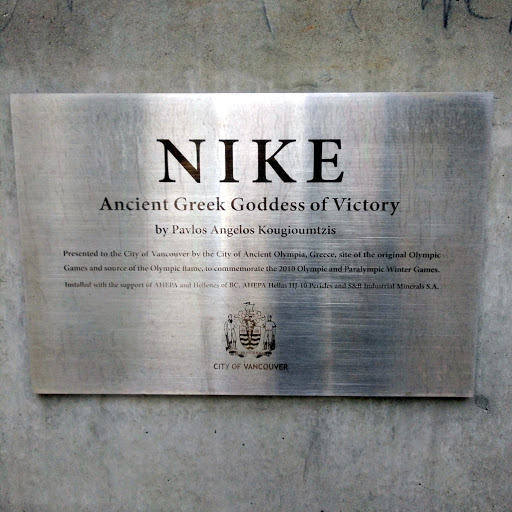 NIKE
Ancient Greek Goddess of Victory
by Pavlos Angelos Kougioumtzis
Presented to the City of Vancouver by the City of Ancient Olympia, Greece, site of the original Olympic
Games and source of the Olympic flame, to commemorate the 2010 Olympic and Paralympic Winter Games.
Installed with the support of AHEPA and Hellenes of BC, AHEPA Hellas HJ-10 Pericles and S&B Industrial Minerals S.A.
CITY OF VANCOUVER